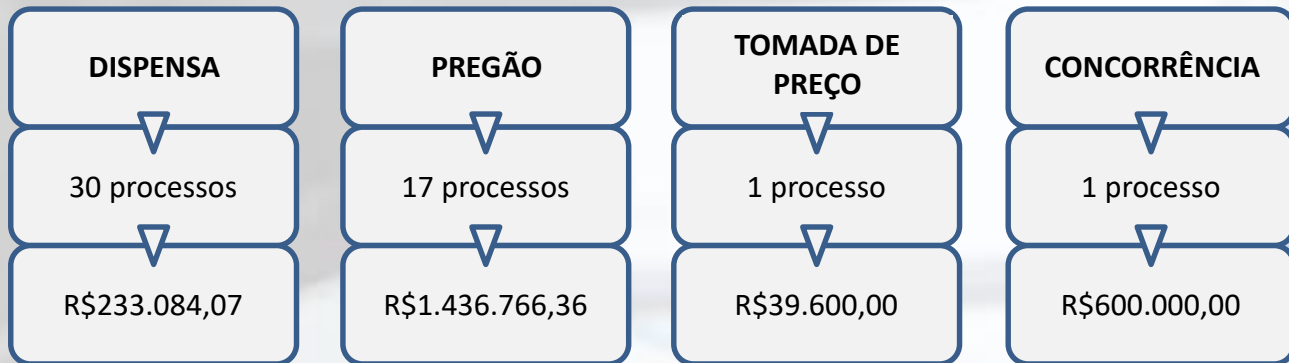 DISPENSA
30 processos
R$233.084,07
PREGÃO
17 processos
R$1.436.766,36
TOMADA DE
PREÇO
1 processo
R$39.600,00
CONCORRÊNCIA
1 processo
R$600.000,00